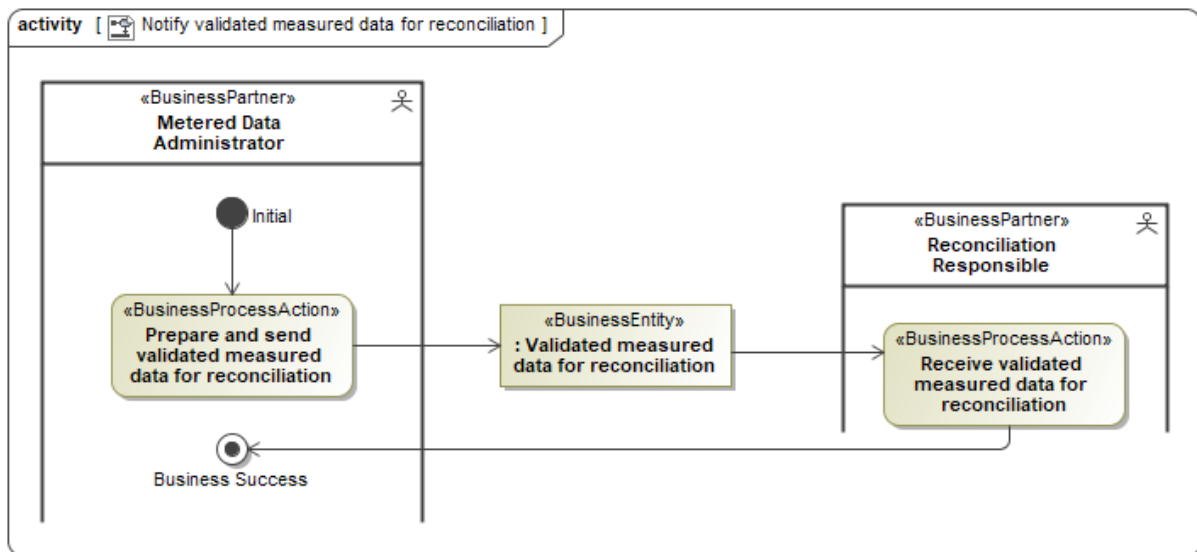 activity [ Notify validated measured data for reconciliation ]
«BusinessPartner»
Metered Data
Administrator
Initial
«BusinessProcessAction»
Prepare and send
validated measured
data for reconciliation
«BusinessEntity»
: Validated measured
data for reconciliation
«BusinessPartner»
Reconciliation
Responsible
«BusinessProcessAction»
Receive validated
measured data for
reconciliation
Business Success